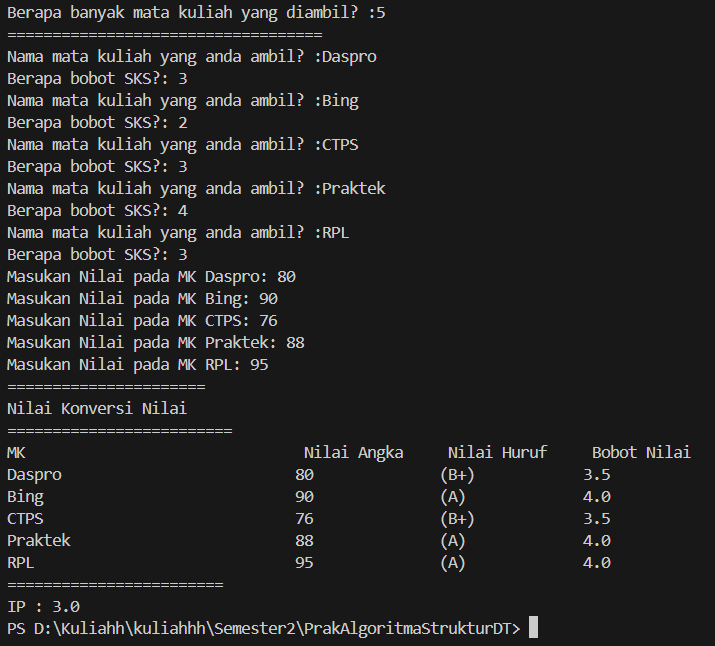 Berapa banyak mata kuliah yang diambil? :5
===================================
Nama mata kuliah yang anda ambil? :Daspro
Berapa bobot SKS?: 3
Nama mata kuliah yang anda ambil? :Bing
Berapa bobot SKS?: 2
Nama mata kuliah yang anda ambil? :CTPS
Berapa bobot SKS?: 3
Nama mata kuliah yang anda ambil? :Praktek
Berapa bobot SKS?: 4
Nama mata kuliah yang anda ambil? :RPL
Berapa bobot SKS?: 3
Masukan Nilai pada MK Daspro: 80
Masukan Nilai pada MK Bing: 90
Masukan Nilai pada MK CTPS: 76
Masukan Nilai pada MK Praktek: 88
Masukan Nilai pada MK RPL: 95
======================
Nilai Konversi Nilai
=========================
MK Nilai Angka Nilai Huruf Bobot Nilai
Daspro 80 (B+) 3.5
Bing 90 (A) 4.0
CTPS 76 (B+) 3.5
Praktek 88 (A) 4.0
RPL 95 (A) 4.0
========================
IP : 3.0
PS D:\Kuliahh\kuliahhh\Semester2\PrakAlgoritmaStrukturDT>